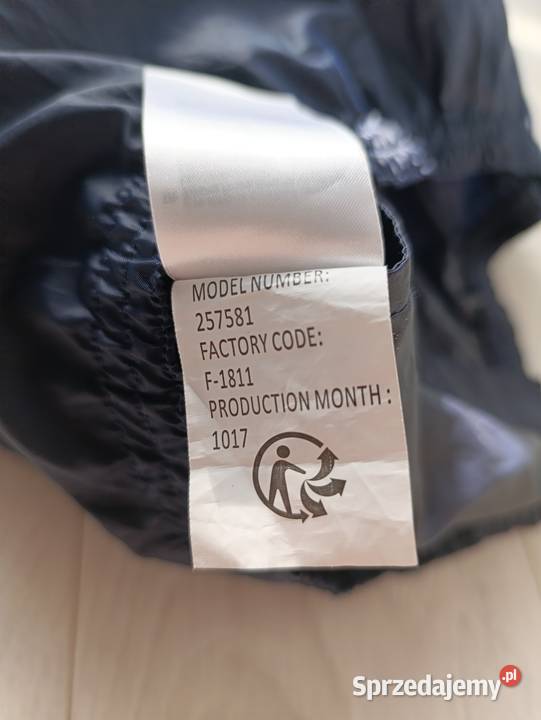 MODEL NUMBER:
257581
FACTORY CODE:
F-1811
PRODUCTION MONTH :
1017
Sprzedajemy.pl